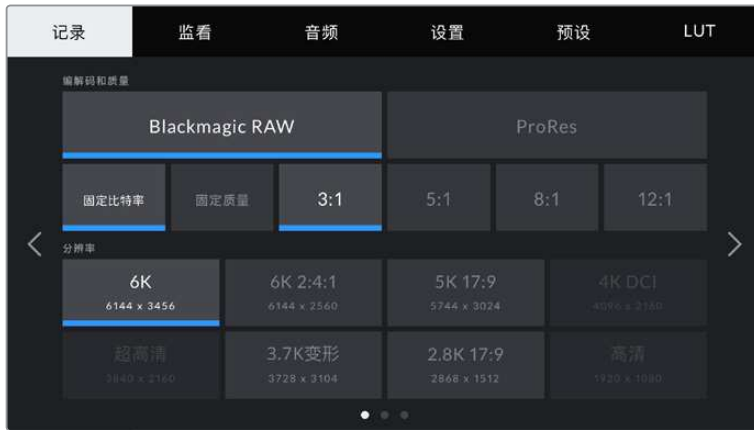 记录 监看 音频 设置 预设 LUT
编解码和质量
Blackmagic RAW ProRes
固定比特率 固定质量 3:1 5:1 8:1 12:1
分辨率
6K 6K 2:4:1 5K 17:9 4K DCI
6144 x 3456 6144 x 2560 5744 x 3024 4096 x 2160
超高清 3.7K变形 2.8K 17:9 高清
3840 x 2160 3728 x 3104 2868 x 1512 1920 x 1080